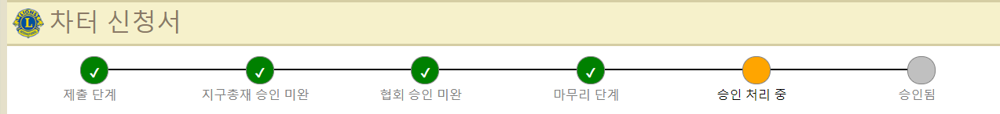 차터 신청서
제출 단계
지구총재 승인 미완
협회 승인 미완
마무리 단계
승인 처리 중
승인됨